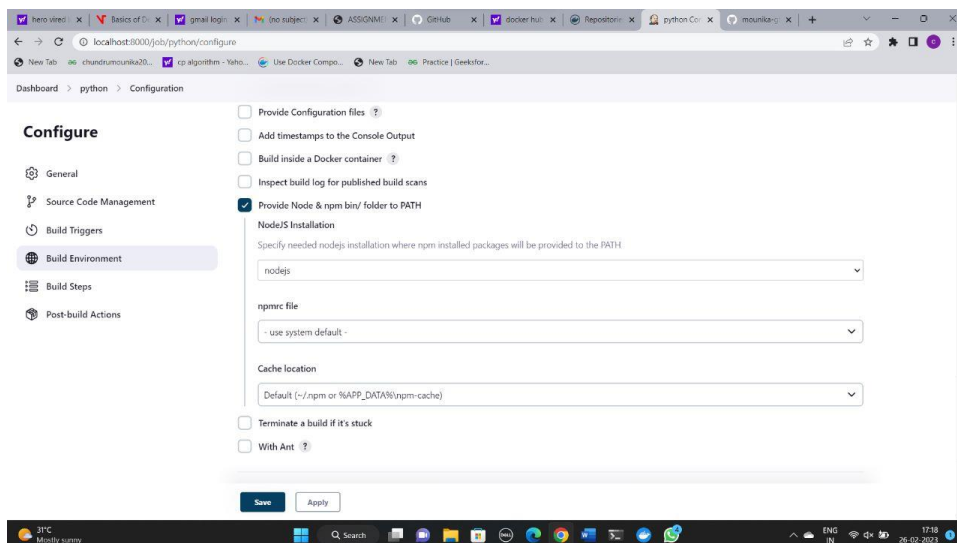 hero vired
Basics of D
gmail login
(no subject
ASSIGNME
GitHub
docker hub
Repositorie
python Con
mounika-g
localhost:8000/job/python/configure
New Tab
chundrumounika20...
cp algorithm - Yaho...
Use Docker Compo...
New Tab
Practice | Geeksfor...
Dashboard > python > Configuration
Configure
General
Source Code Management
Build Triggers
Build Environment
Build Steps
Post-build Actions
Provide Configuration files ?
Add timestamps to the Console Output
Build inside a Docker container ?
Inspect build log for published build scans
Provide Node & npm bin/ folder to PATH
NodeJS Installation
Specify needed nodejs installation where npm installed packages will be provided to the PATH
nodejs
npmrc file
- use system default -
Cache location
Default (~/.npm or %APP_DATA%\npm-cache)
Terminate a build if it's stuck
With Ant ?
Save
Apply
31°C
Mostly sunny
Search
ENG
IN
17:18
26-02-2023